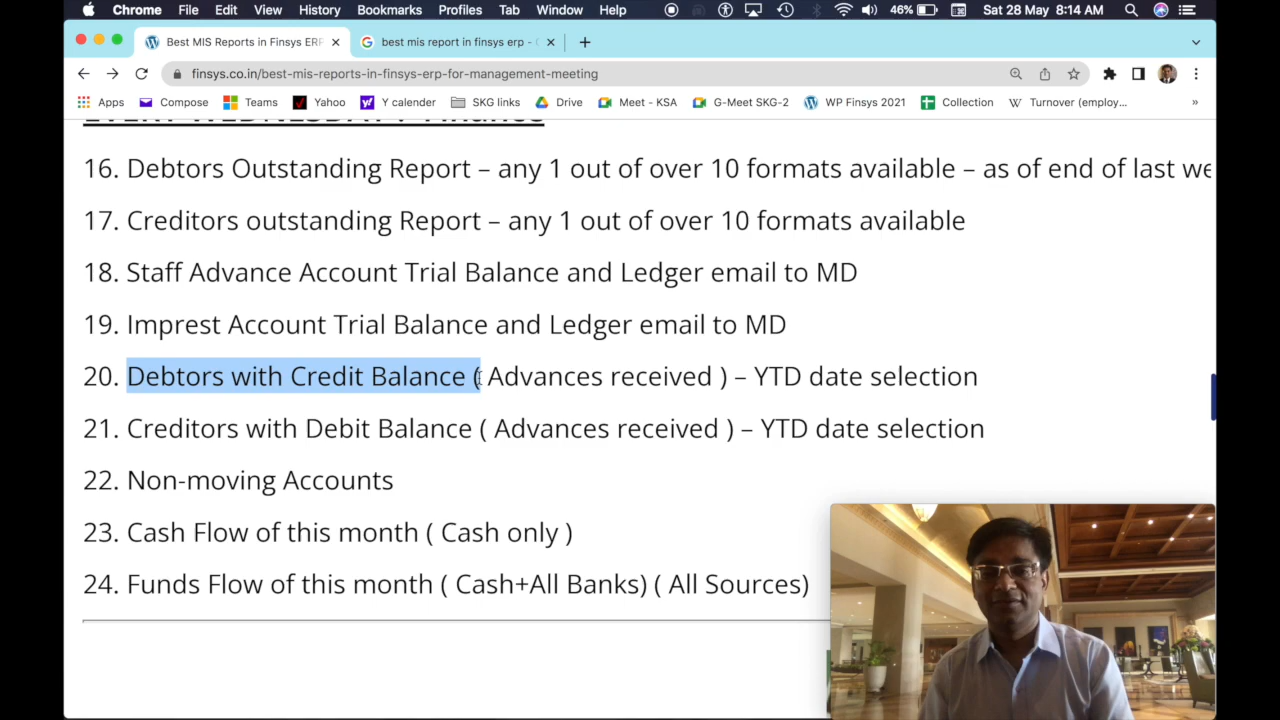 Chrome File Edit View History Bookmarks Profiles Tab Window Help 46% Sat 28 May 8:14 AM
Best MIS Reports in Finsys ERP best mis report in finsys erp -
finsys.co.in/best-mis-reports-in-finsys-erp-for-management-meeting
Apps Compose Teams Yahoo Y calender SKG links Drive Meet - KSA G-Meet SKG-2 WP Finsys 2021 Collection Turnover (employ...
EVERY WEDNESDAY : Finance
16. Debtors Outstanding Report – any 1 out of over 10 formats available – as of end of last we
17. Creditors outstanding Report – any 1 out of over 10 formats available
18. Staff Advance Account Trial Balance and Ledger email to MD
19. Imprest Account Trial Balance and Ledger email to MD
20. Debtors with Credit Balance ( Advances received ) – YTD date selection
21. Creditors with Debit Balance ( Advances received ) – YTD date selection
22. Non-moving Accounts
23. Cash Flow of this month ( Cash only )
24. Funds Flow of this month ( Cash+All Banks) ( All Sources)